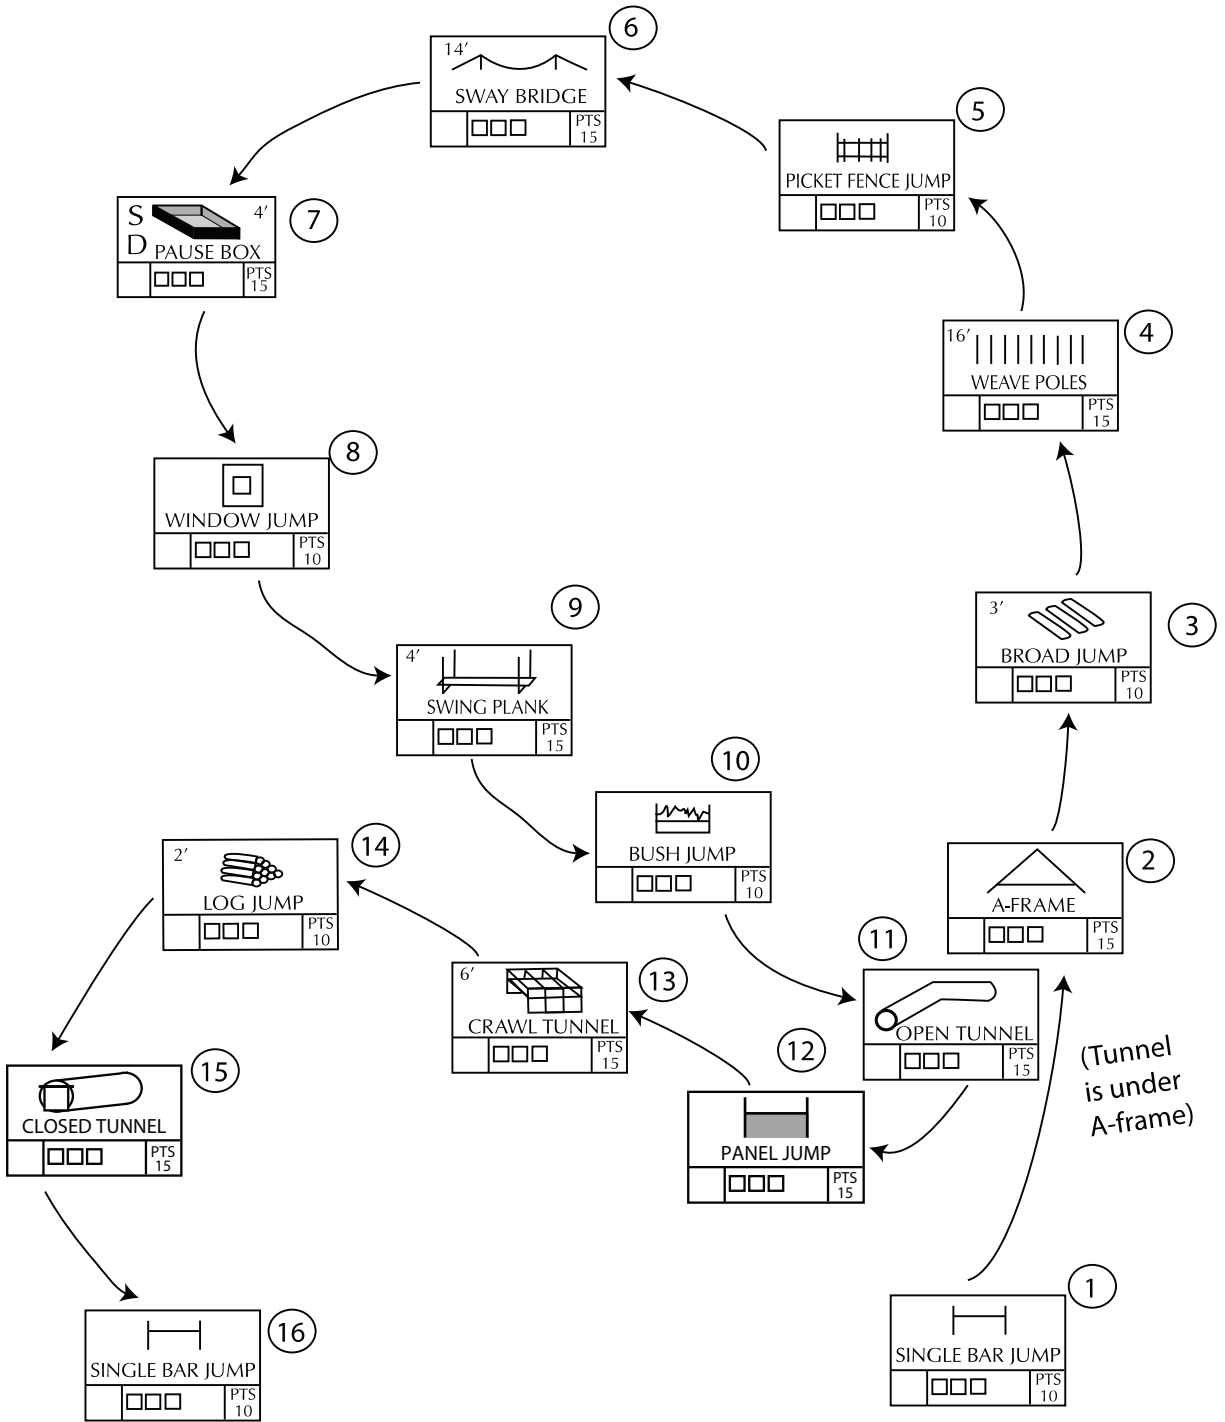 6
14′
SWAY BRIDGE
PTS
15
5
PICKET FENCE JUMP
PTS
10
7
S
D
4′
PAUSE BOX
PTS
15
4
16′
WEAVE POLES
PTS
15
8
WINDOW JUMP
PTS
10
9
4′
SWING PLANK
PTS
15
3
3′
BROAD JUMP
PTS
10
10
BUSH JUMP
PTS
10
14
2′
LOG JUMP
PTS
10
2
A-FRAME
PTS
15
11
OPEN TUNNEL
PTS
15
13
6′
CRAWL TUNNEL
PTS
15
12
PANEL JUMP
PTS
15
(Tunnel
is under
A-frame)
15
CLOSED TUNNEL
PTS
15
1
SINGLE BAR JUMP
PTS
10
16
SINGLE BAR JUMP
PTS
10